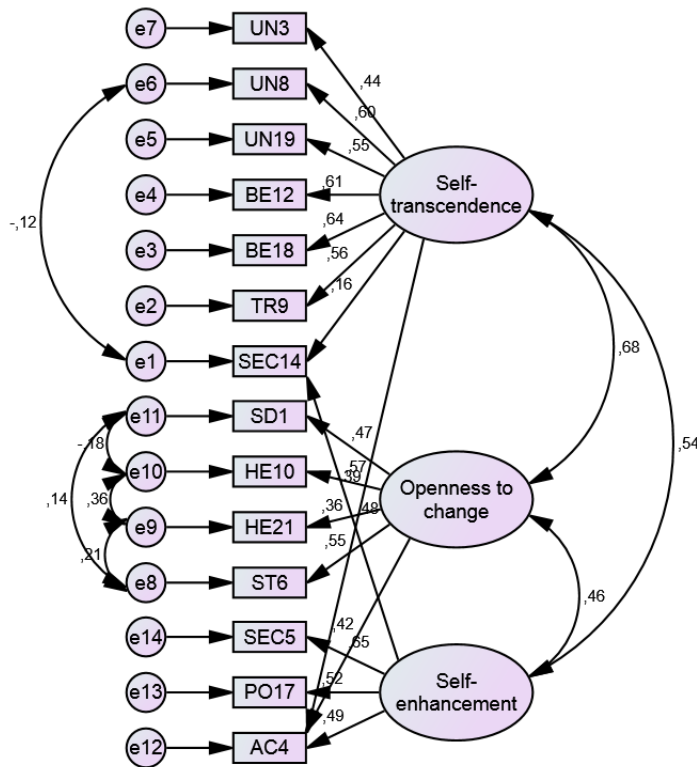 e7
UN3
,44
e6
UN8
,60
e5
UN19
,55
e4
BE12
,61
Self-
transcendence
-,12
e3
BE18
,64
,56
e2
TR9
,16
e1
SEC14
,68
e11
SD1
,47
-,18
,57
,39
e10
HE10
Openness to
change
,54
,14
,36
,36
,48
e9
HE21
,55
,21
e8
ST6
,46
e14
SEC5
,42
Self-
enhancement
e13
PO17
,52
,49
e12
AC4